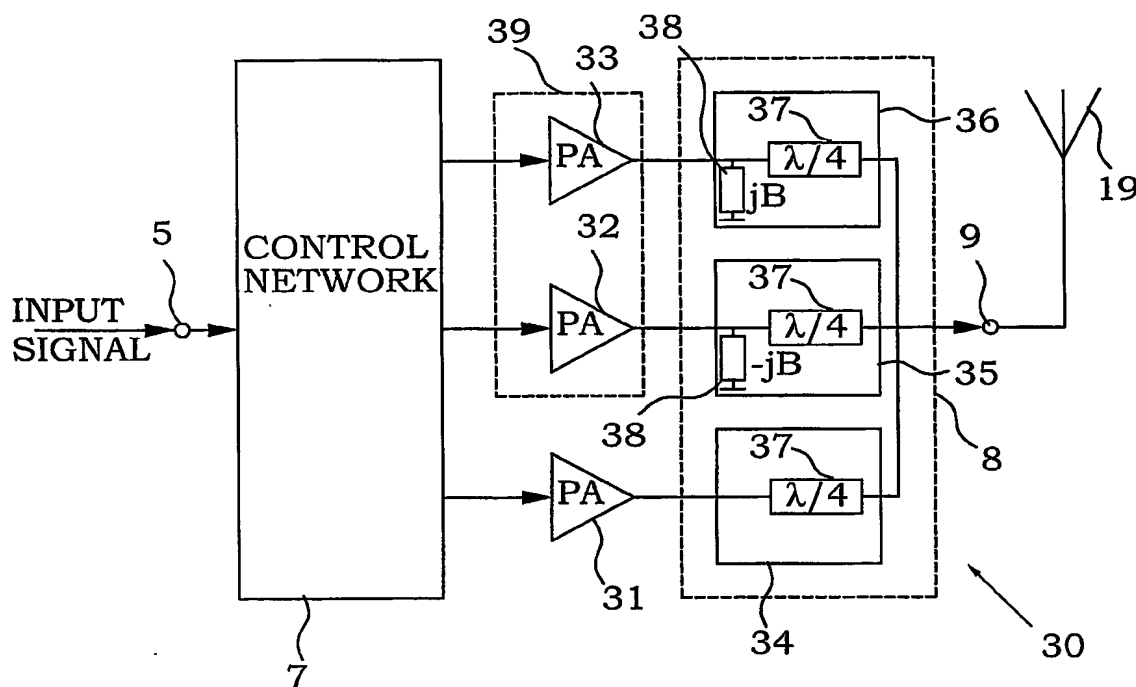 39
33
38
37
36
PA
λ/4
jB
19
5
CONTROL
NETWORK
32
37
9
INPUT
SIGNAL
PA
λ/4
-jB
35
38
37
8
PA
λ/4
31
34
30
7